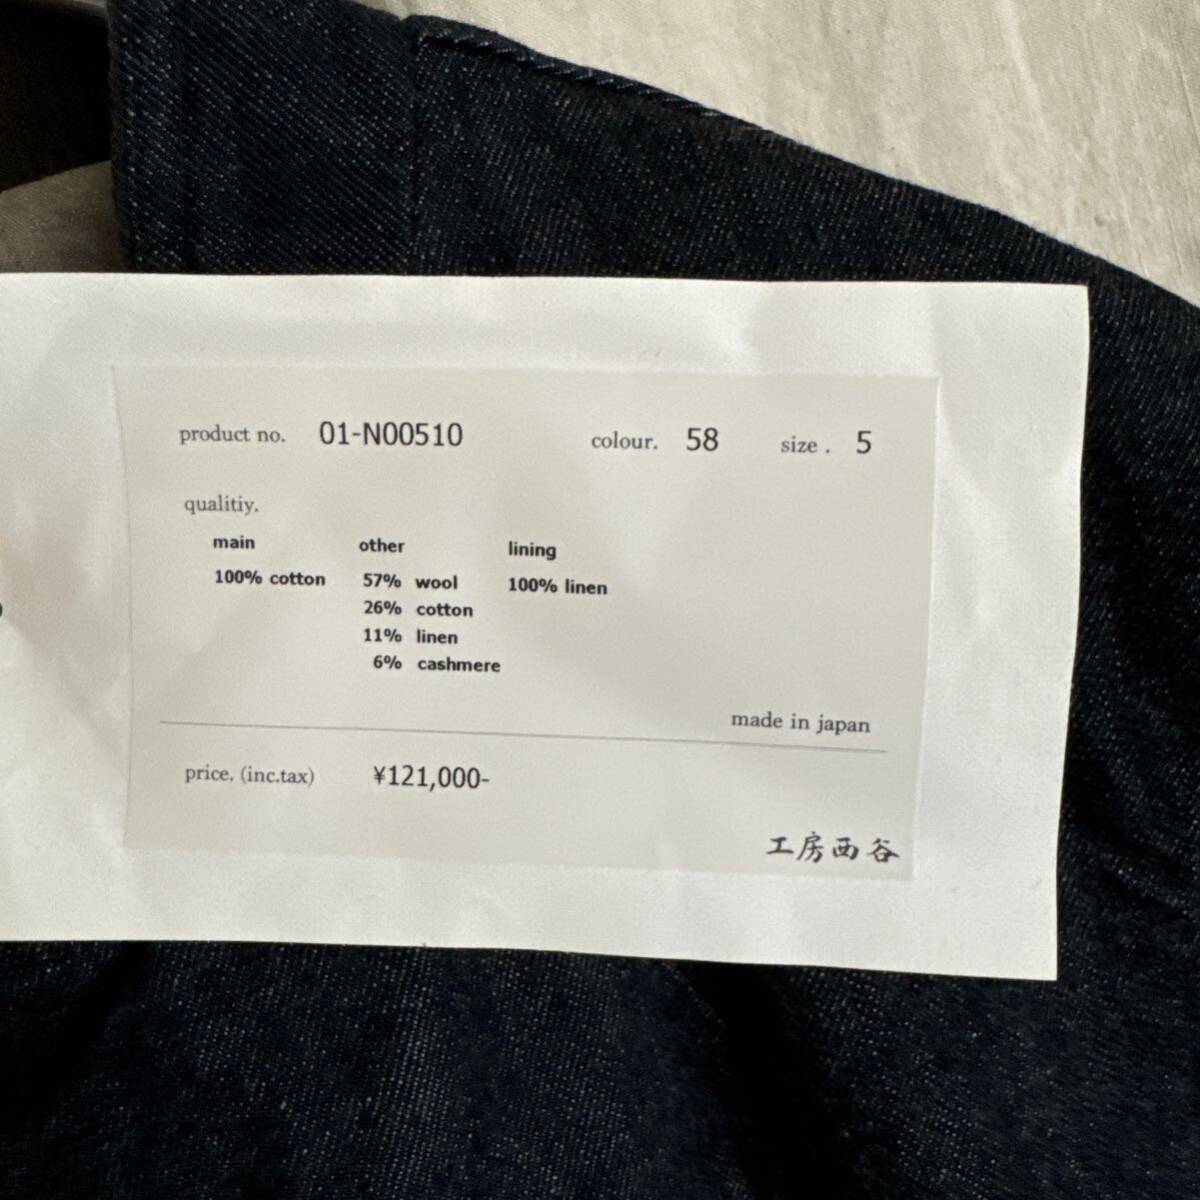 product no. 01-N00510 colour. 58 size . 5
qualitiy.
main other lining
100% cotton 57% wool 100% linen
26% cotton
11% linen
6% cashmere
made in japan
price. (inc.tax) ¥121,000-
工房西谷